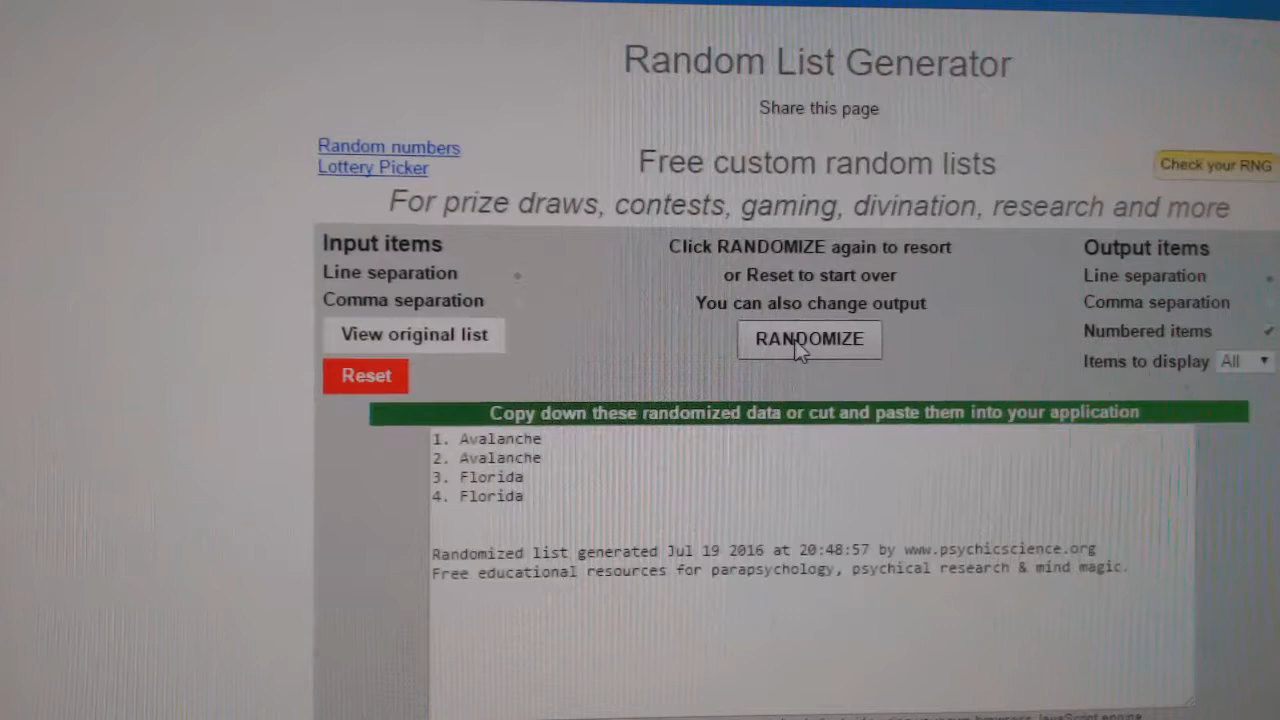 Random List Generator
Share this page
Random numbers
Lottery Picker
Free custom random lists
Check your RNG
For prize draws, contests, gaming, divination, research and more
Input items
Line separation
Comma separation
View original list
Reset
Click RANDOMIZE again to resort
or Reset to start over
You can also change output
RANDOMIZE
Output items
Line separation
Comma separation
Numbered items
Items to display All
Copy down these randomized data or cut and paste them into your application
1. Avalanche
2. Avalanche
3. Florida
4. Florida
Randomized list generated Jul 19 2016 at 20:48:57 by www.psychicscience.org
Free educational resources for parapsychology, psychical research & mind magic.